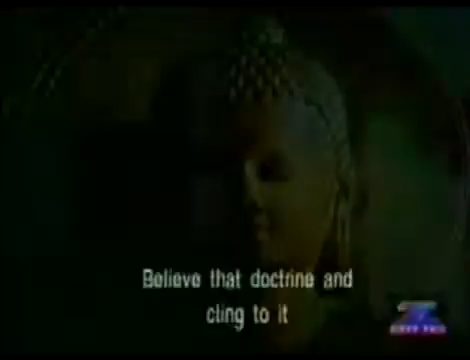 Believe that doctrine and
cling to it